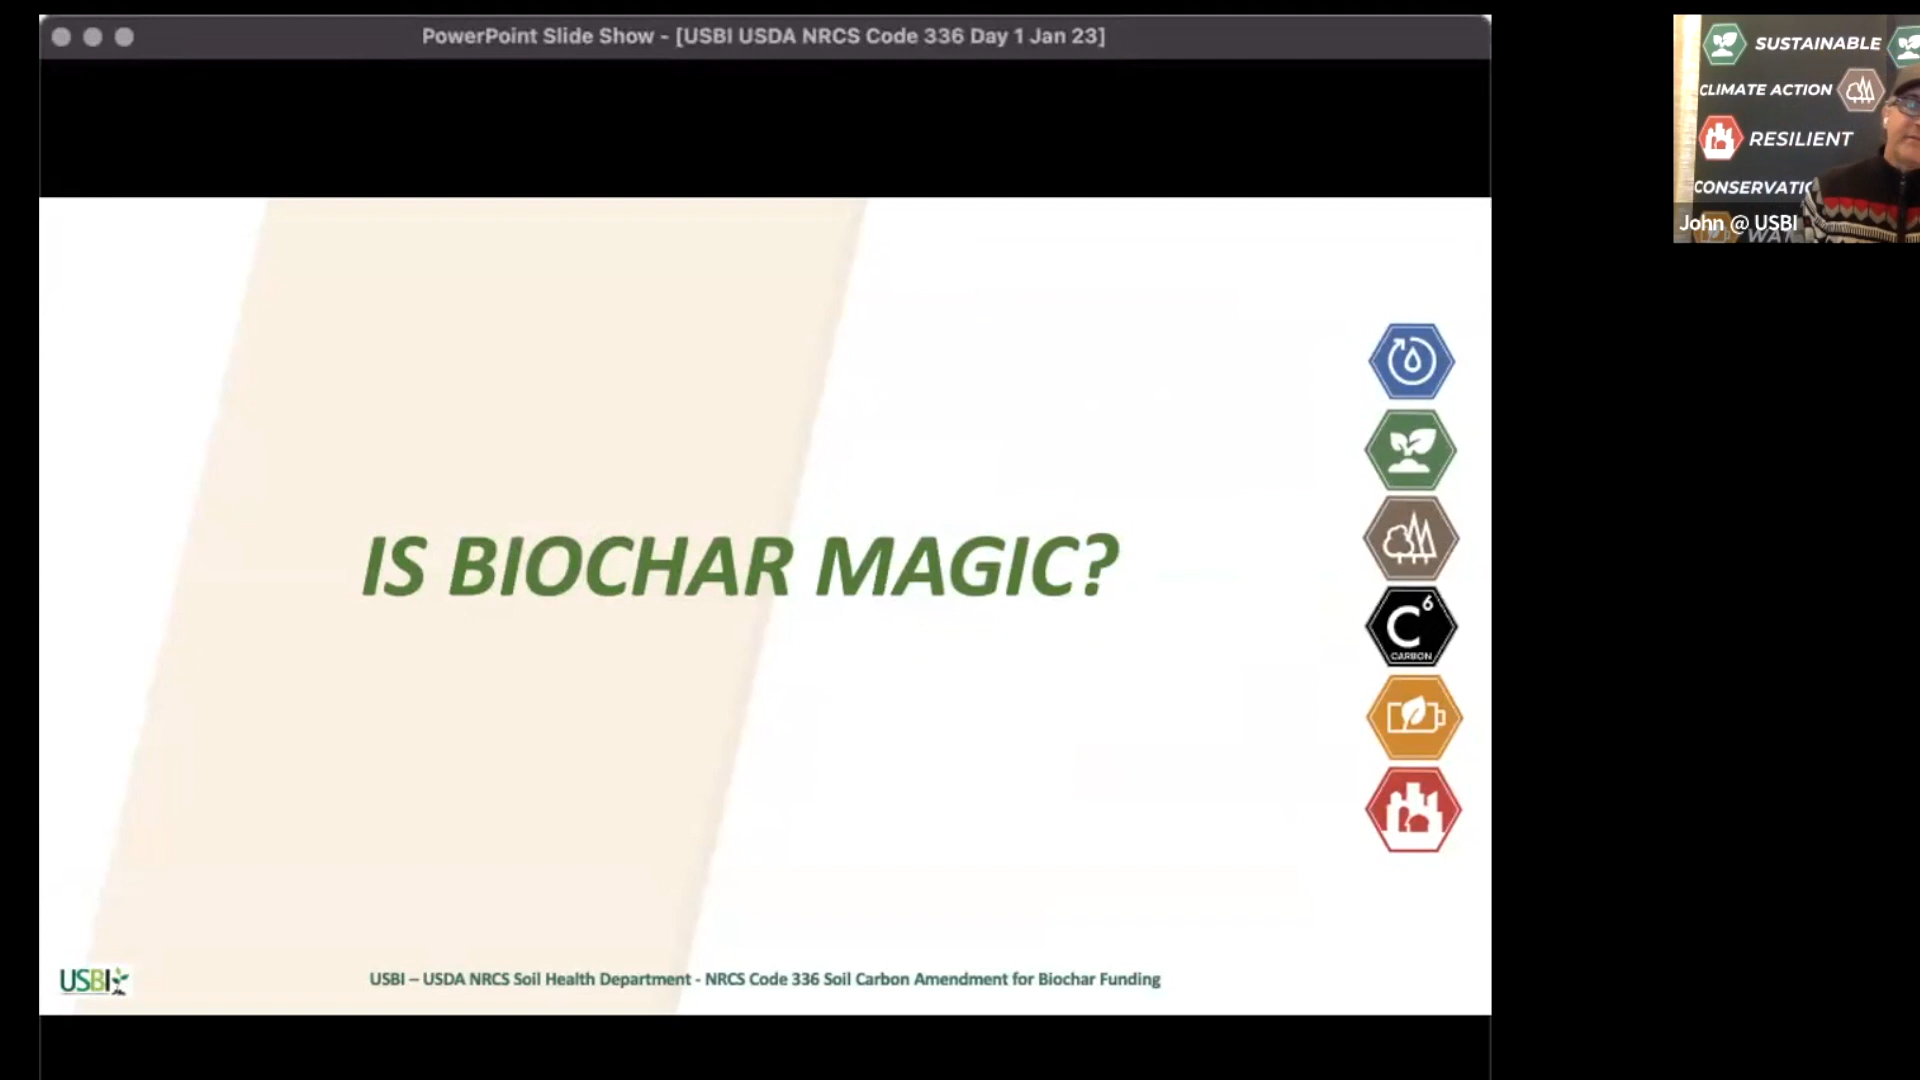 PowerPoint Slide Show - [USBI USDA NRCS Code 336 Day 1 Jan 23]
SUSTAINABLE
CLIMATE ACTION
RESILIENT
CONSERVATIO
John @ USBI
WA
IS BIOCHAR MAGIC?
C 6
CARBON
USBI
USBI – USDA NRCS Soil Health Department - NRCS Code 336 Soil Carbon Amendment for Biochar Funding